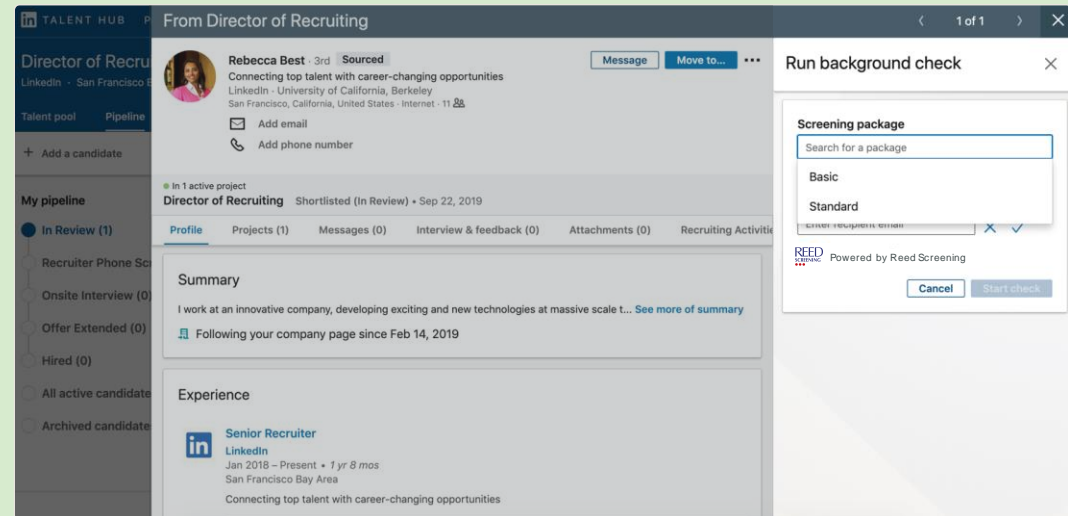 in TALENT HUB P
Director of Recru
LinkedIn · San Francisco B
Talent pool Pipeline
+ Add a candidate
My pipeline
In Review (1)
Recruiter Phone Scr
Onsite Interview (0)
Offer Extended (0)
Hired (0)
All active candidate
Archived candidate
From Director of Recruiting
1 of 1
Rebecca Best · 3rd Sourced
Message Move to...
Connecting top talent with career-changing opportunities
LinkedIn · University of California, Berkeley
San Francisco, California, United States · Internet · 11
Add email
Add phone number
In 1 active project
Director of Recruiting Shortlisted (In Review) • Sep 22, 2019
Profile Projects (1) Messages (0) Interview & feedback (0) Attachments (0) Recruiting Activitie
Summary
I work at an innovative company, developing exciting and new technologies at massive scale t... See more of summary
Following your company page since Feb 14, 2019
Experience
in
Senior Recruiter
LinkedIn
Jan 2018 – Present • 1 yr 8 mos
San Francisco Bay Area
Connecting top talent with career-changing opportunities
Run background check
Screening package
Search for a package
Basic
Standard
Enter recipient email
REED
SCREENING
Powered by Reed Screening
Cancel Start check